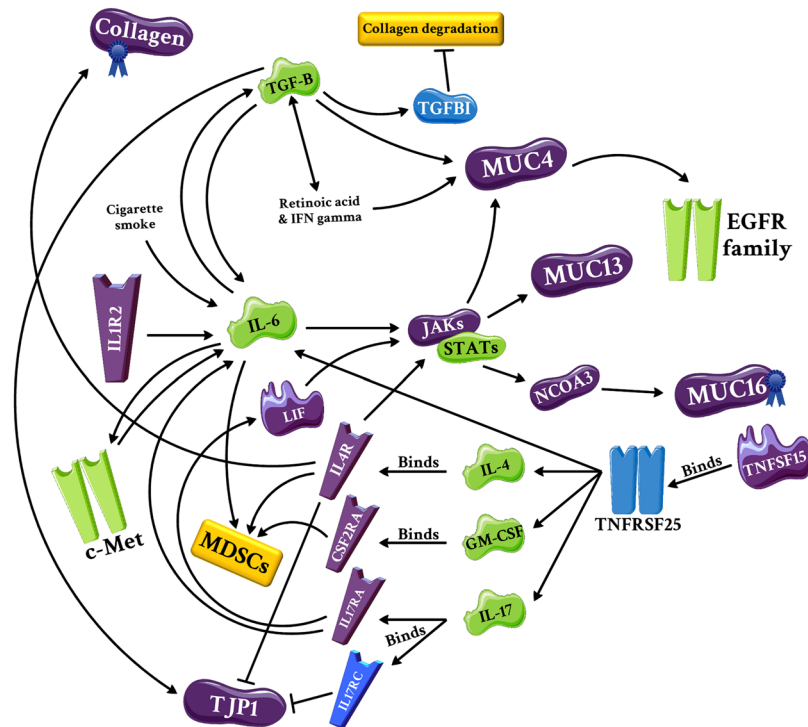 Collagen
Collagen degradation
TGF-B
TGFBI
MUC4
Retinoic acid
& IFN gamma
Cigarette
smoke
EGFR
family
MUC13
IL1R2
IL-6
JAKs
STATs
NCOA3
MUC16
LIF
IL4R
Binds
IL-4
Binds
TNFSF15
TNFRSF25
c-Met
MDSCs
CSF2RA
Binds
GM-CSF
IL17RA
IL-17
Binds
IL17RC
TJP1